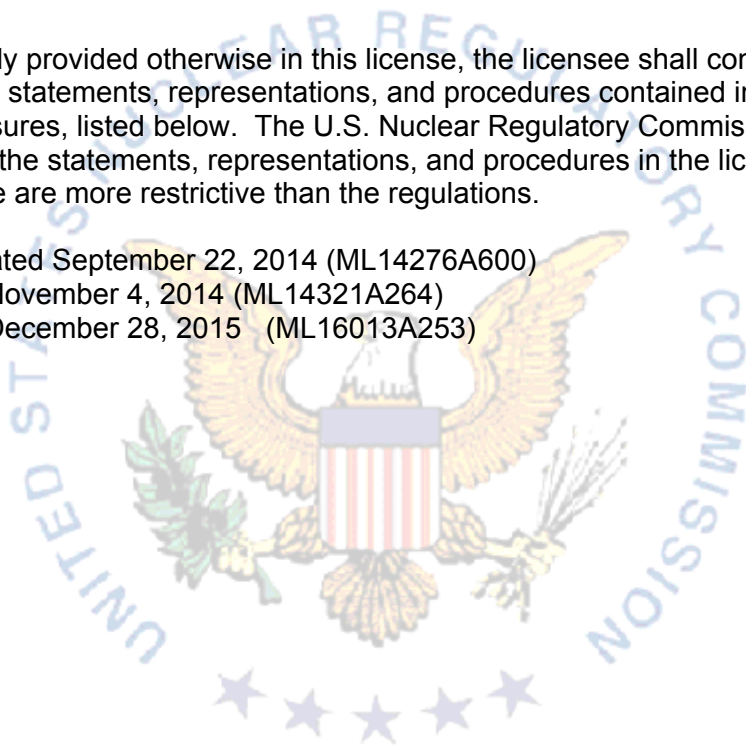 ly provided otherwise in this license, the licensee shall con
statements, representations, and procedures contained in
sures, listed below.  The U.S. Nuclear Regulatory Commis
the statements, representations, and procedures in the lic
e are more restrictive than the regulations.
ated September 22, 2014 (ML14276A600)
November 4, 2014 (ML14321A264)
December 28, 2015   (ML16013A253)
UNITED STATES NUCLEAR REGULATORY COMMISSION